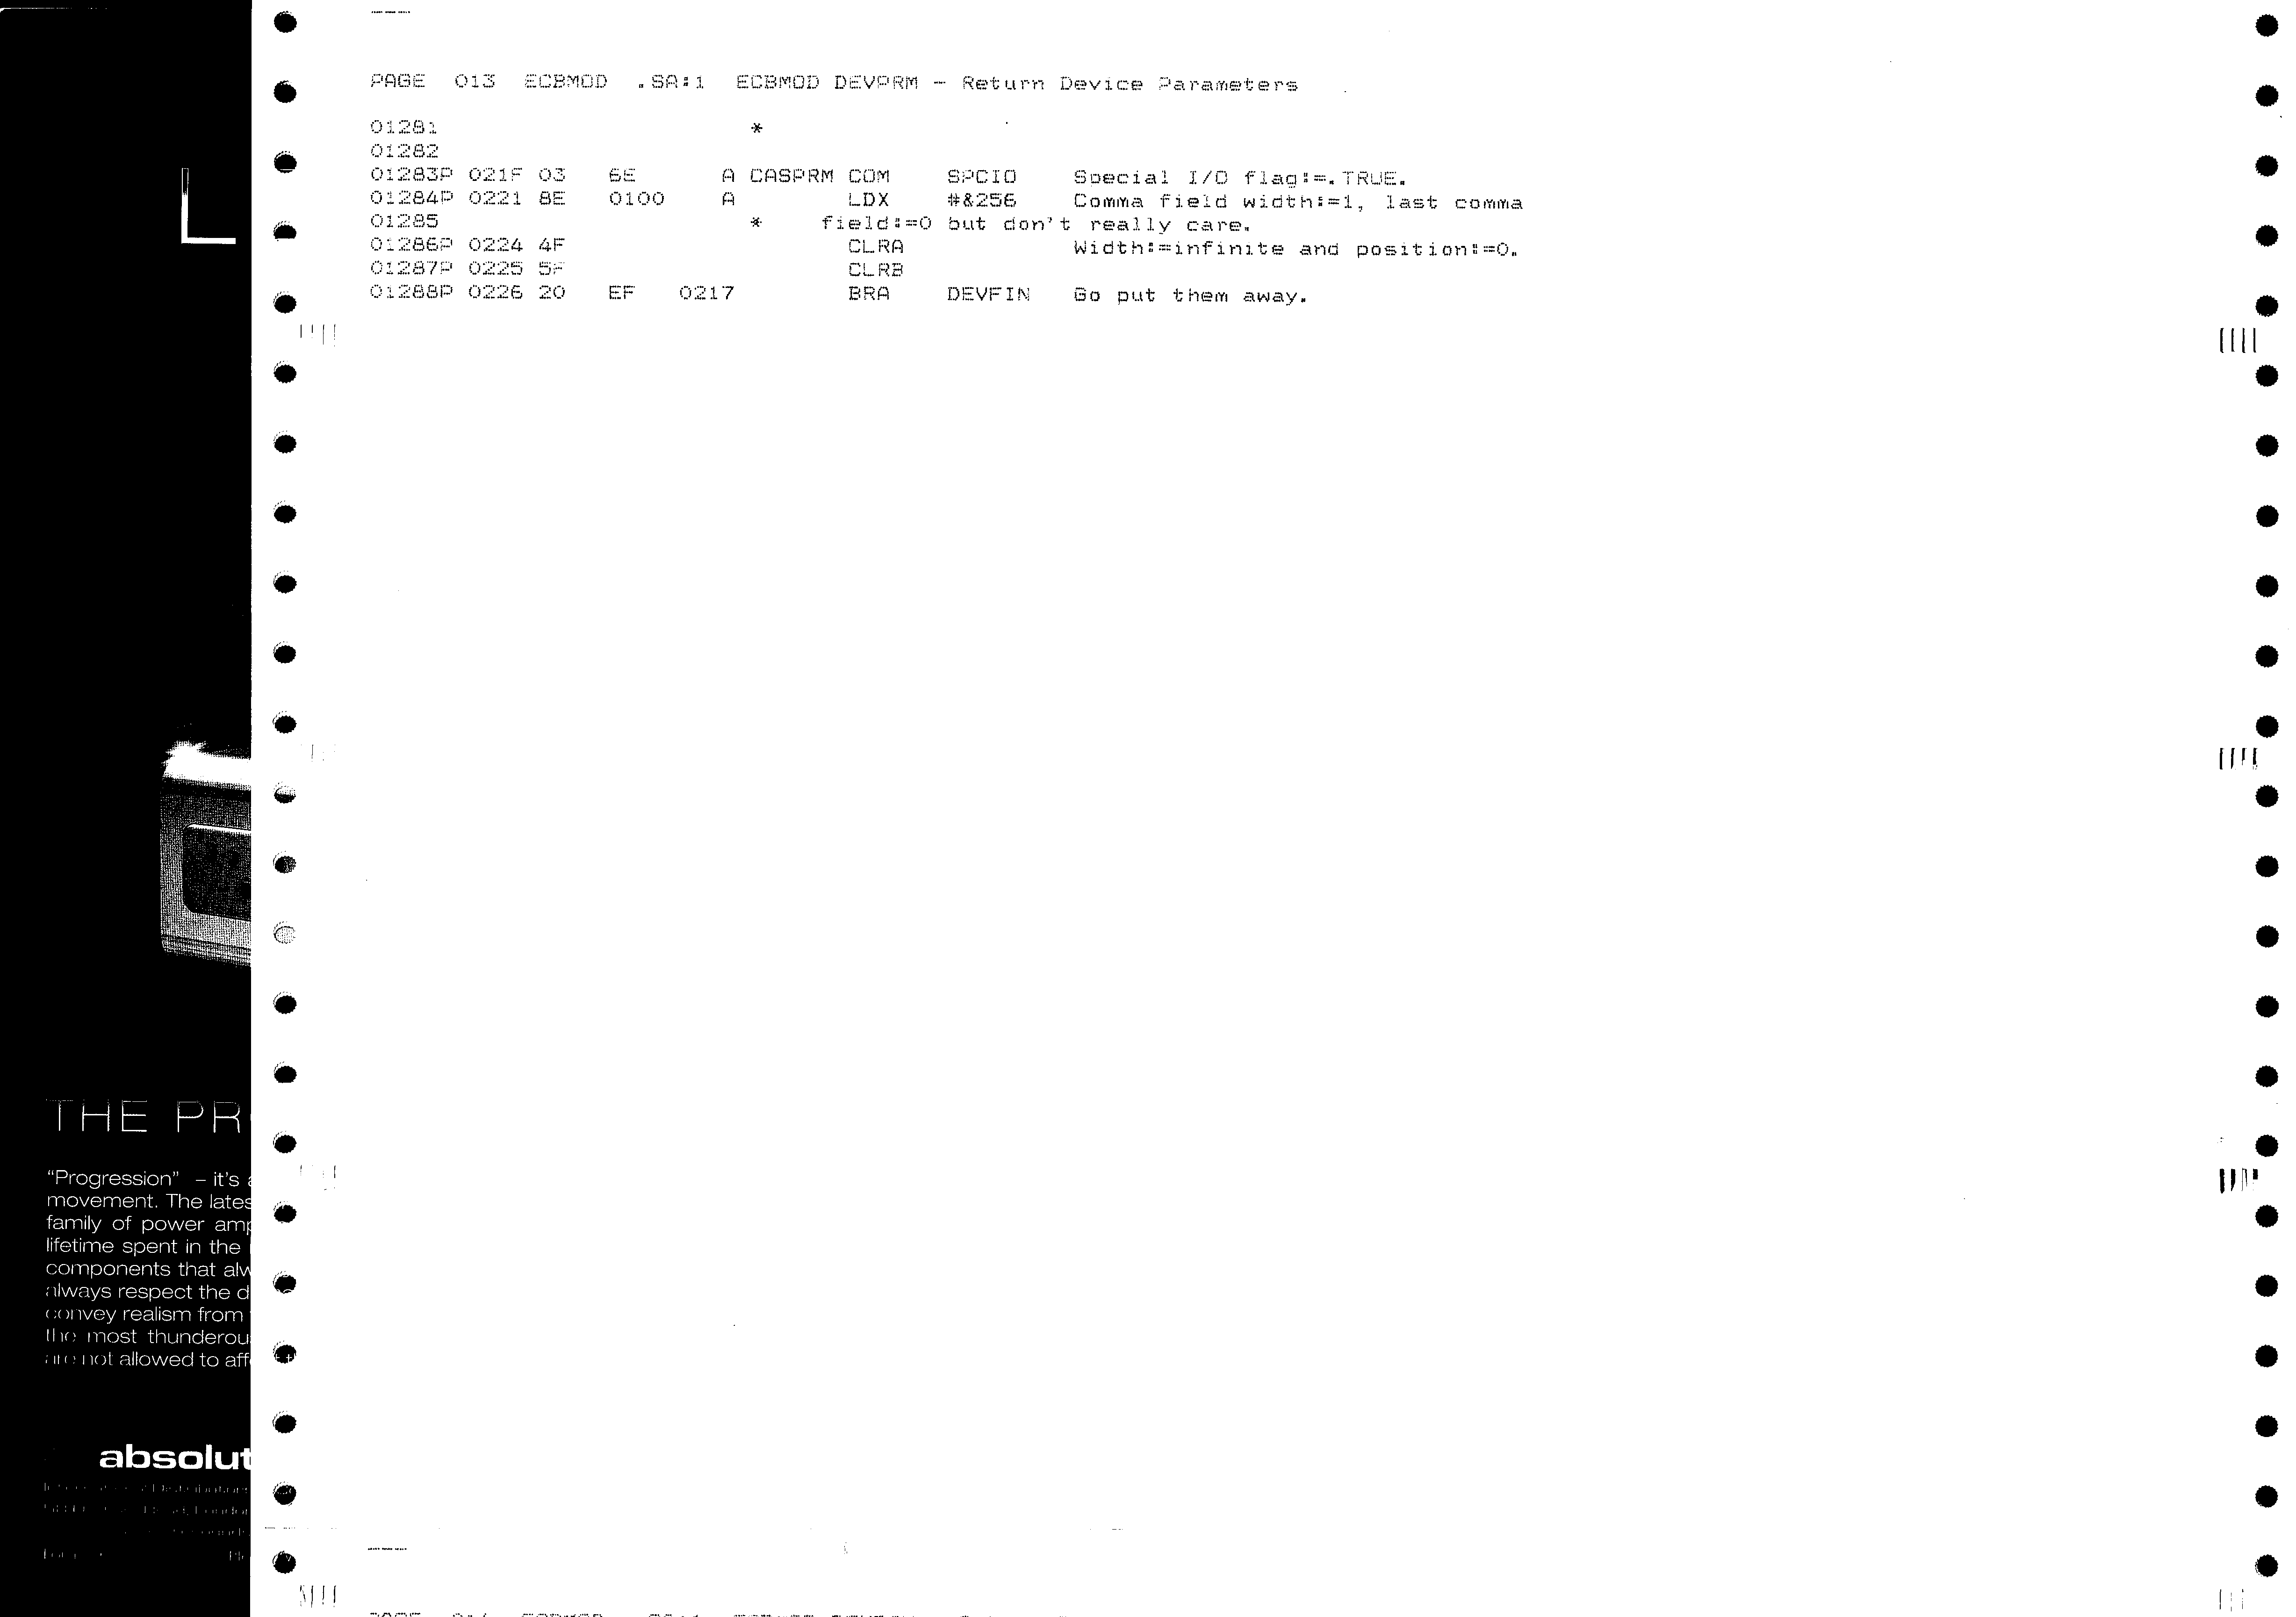 PAGE  013  ECBMOD  .SA:1  ECBMOD DEVPRM - Return Device Parameters
01281                      *
01282
01283P 021F 03   6E      A CASPRM COM    SPCIO   Special I/O flag:=.TRUE.
01284P 0221 8E   0100    A        LDX    #&256   Comma field width:=1, last comma
01285                      *    field:=0 but don't really care.
01286P 0224 4F                    CLRA           Width:=infinite and position:=0.
01287P 0225 5F                    CLRB
01288P 0226 20   EF   0217        BRA    DEVFIN  Go put them away.
L
THE PR
“Progression” – it's
movement. The lates
family of power amp
lifetime spent in the
components that alw
always respect the d
convey realism from
the most thunderou
are not allowed to aff
absolut